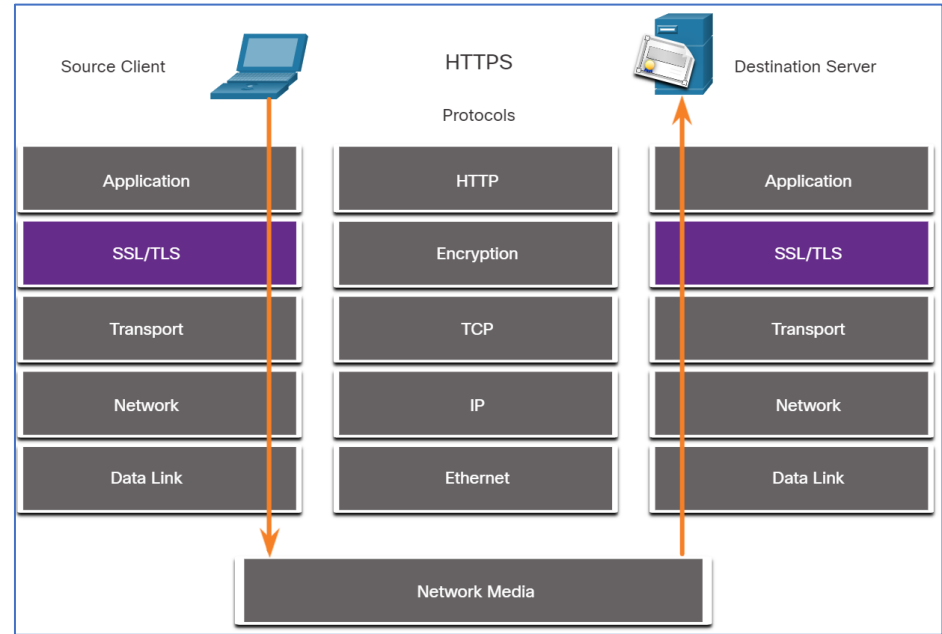 Source Client
HTTPS
Destination Server
Protocols
Application
HTTP
Application
SSL/TLS
Encryption
SSL/TLS
Transport
TCP
Transport
Network
IP
Network
Data Link
Ethernet
Data Link
Network Media